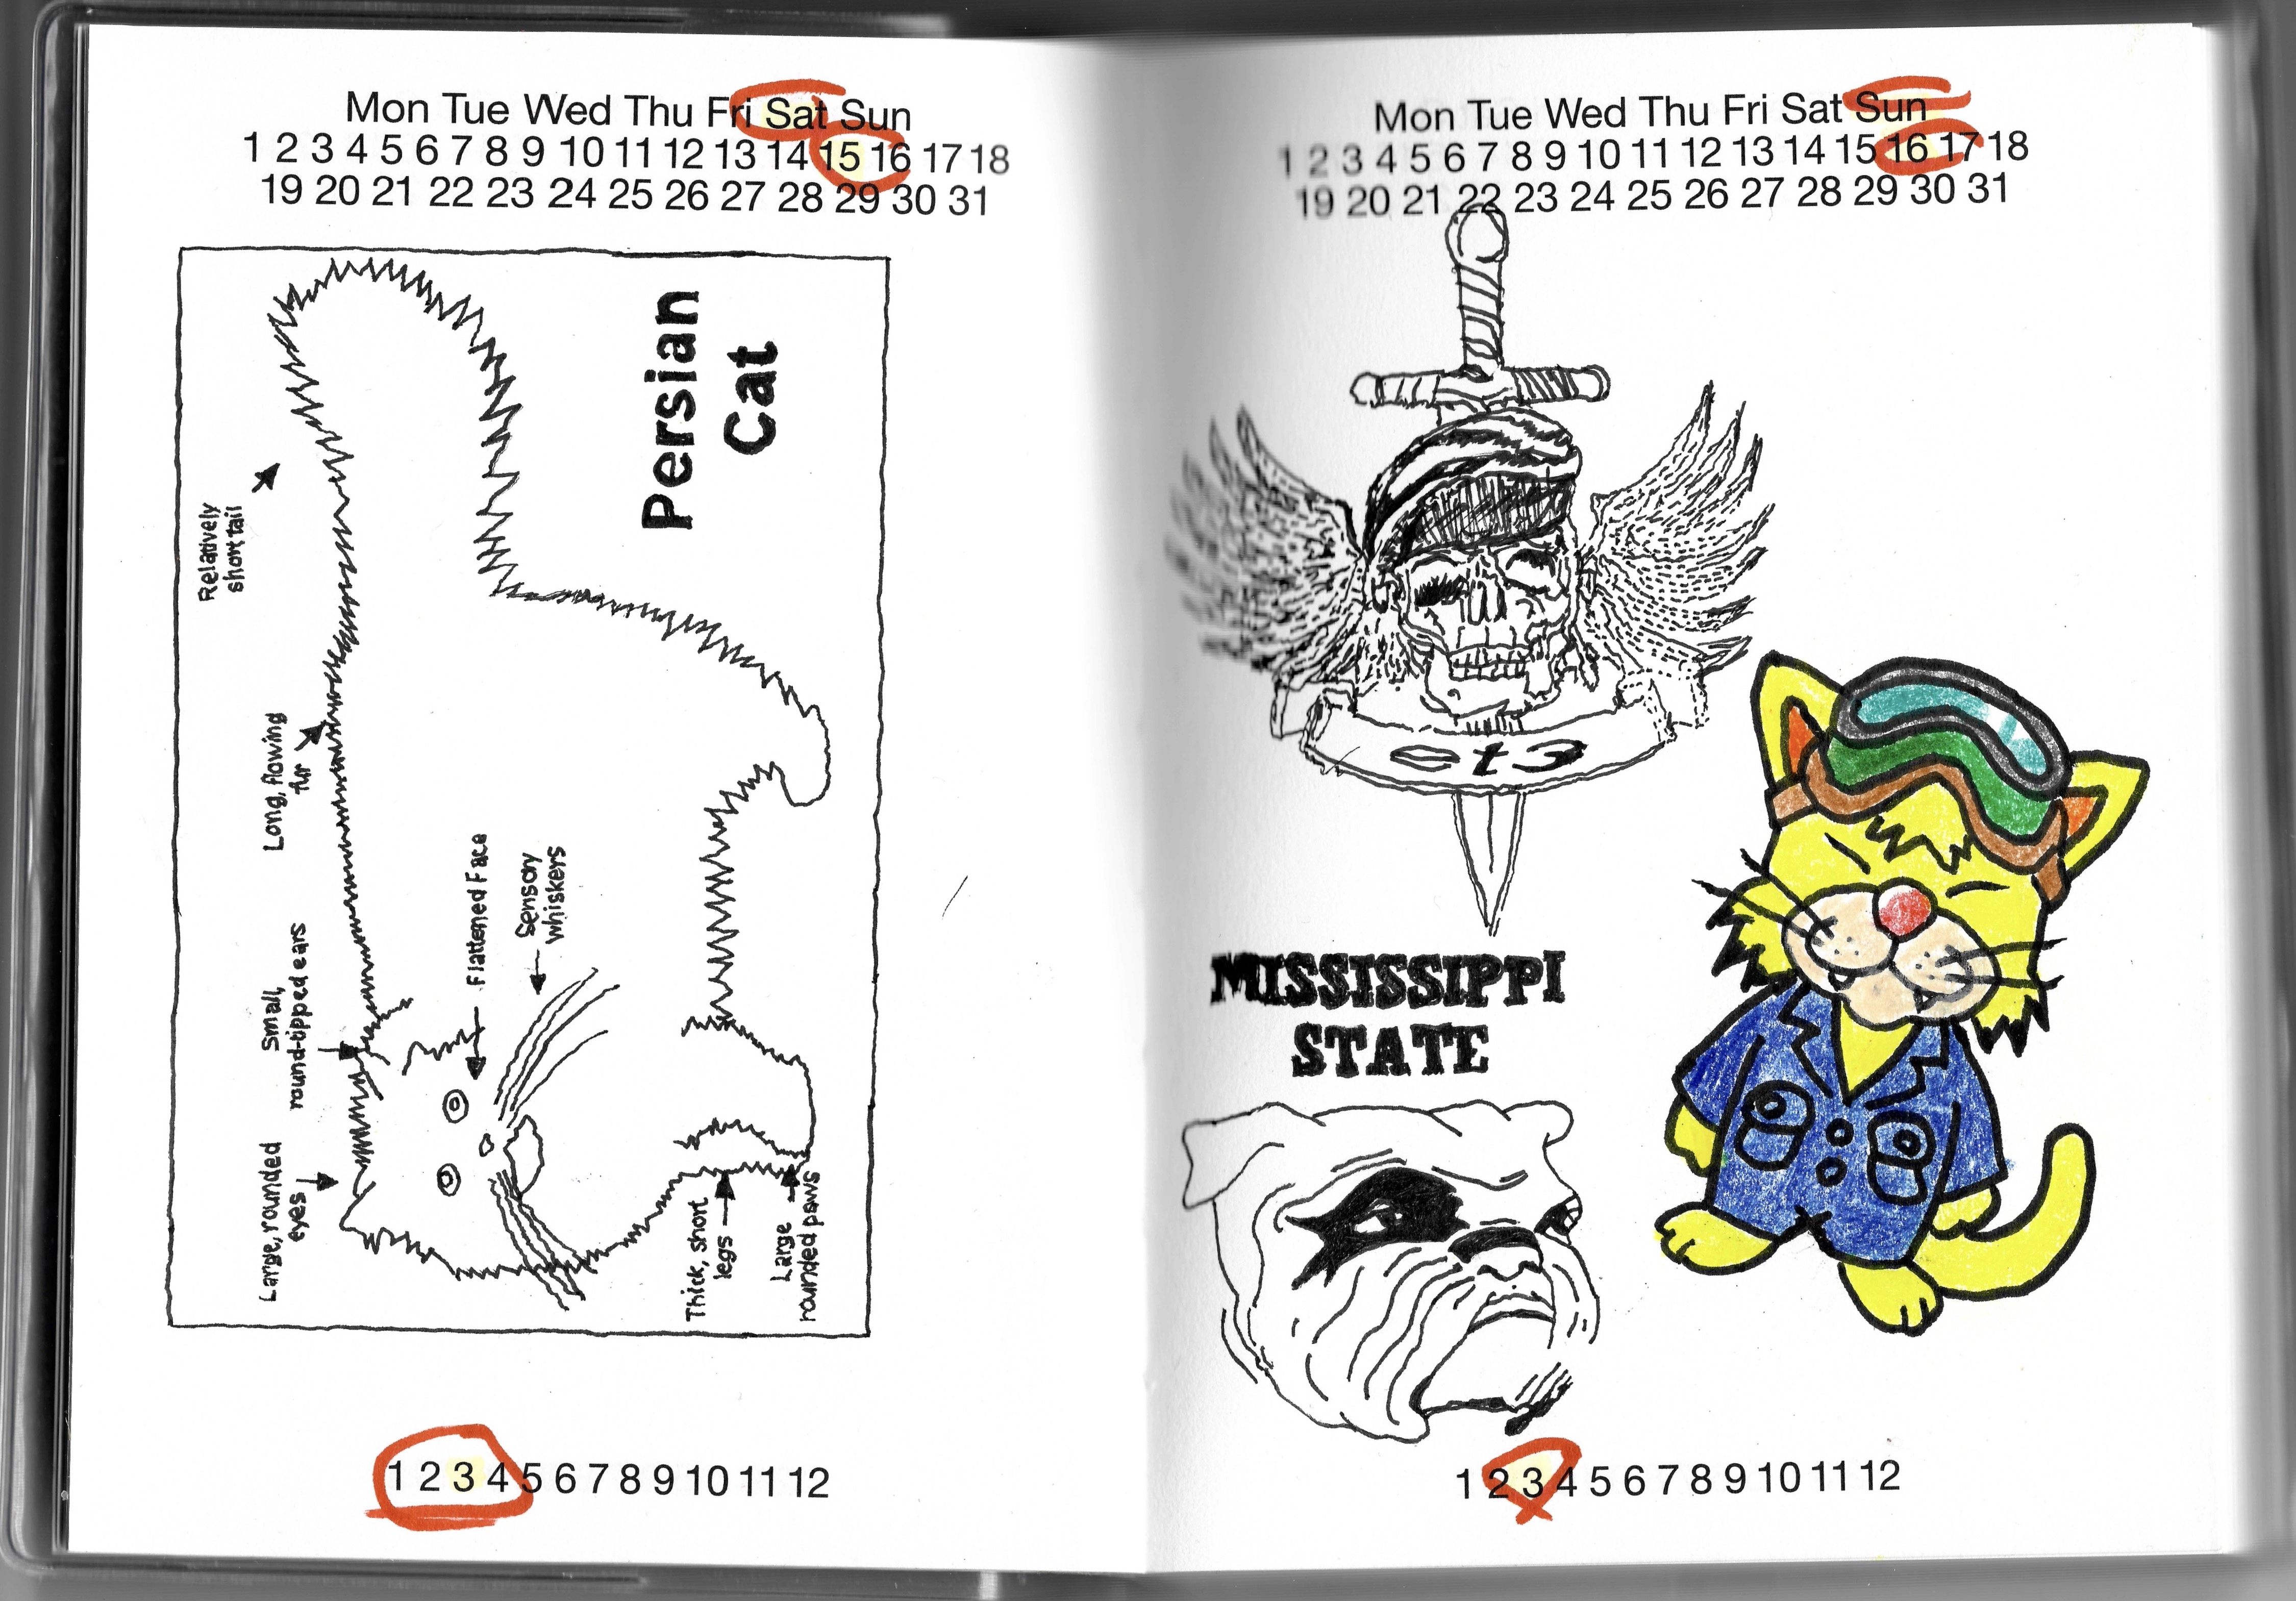 Mon Tue Wed Thu Fri Sat Sun
1 2 3 4 5 6 7 8 9 10 11 12 13 14 15 16 17 18
19 20 21 22 23 24 25 26 27 28 29 30 31
Persian
Cat
Relatively
short tail
Long, flowing
fur
Small,
round-tipped ears
Large, rounded
eyes
Flattened Face
Sensory
whiskers
Thick, short
legs
Large
rounded paws
1 2 3 4 5 6 7 8 9 10 11 12
Mon Tue Wed Thu Fri Sat Sun
1 2 3 4 5 6 7 8 9 10 11 12 13 14 15 16 17 18
19 20 21 22 23 24 25 26 27 28 29 30 31
et3
MISSISSIPPI
STATE
1 2 3 4 5 6 7 8 9 10 11 12